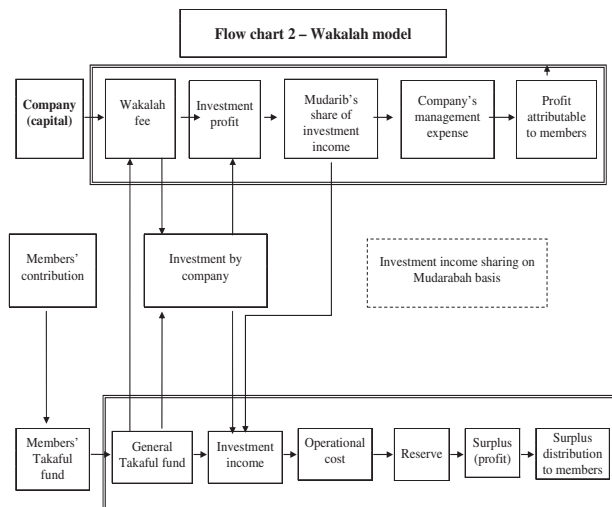 Flow chart 2 – Wakalah model
Company
(capital)
Wakalah
fee
Investment
profit
Mudarib's
share of
investment
income
Company's
management
expense
Profit
attributable
to members
Members'
contribution
Investment by
company
Investment income sharing on
Mudarabah basis
Members'
Takaful
fund
General
Takaful fund
Investment
income
Operational
cost
Reserve
Surplus
(profit)
Surplus
distribution
to members